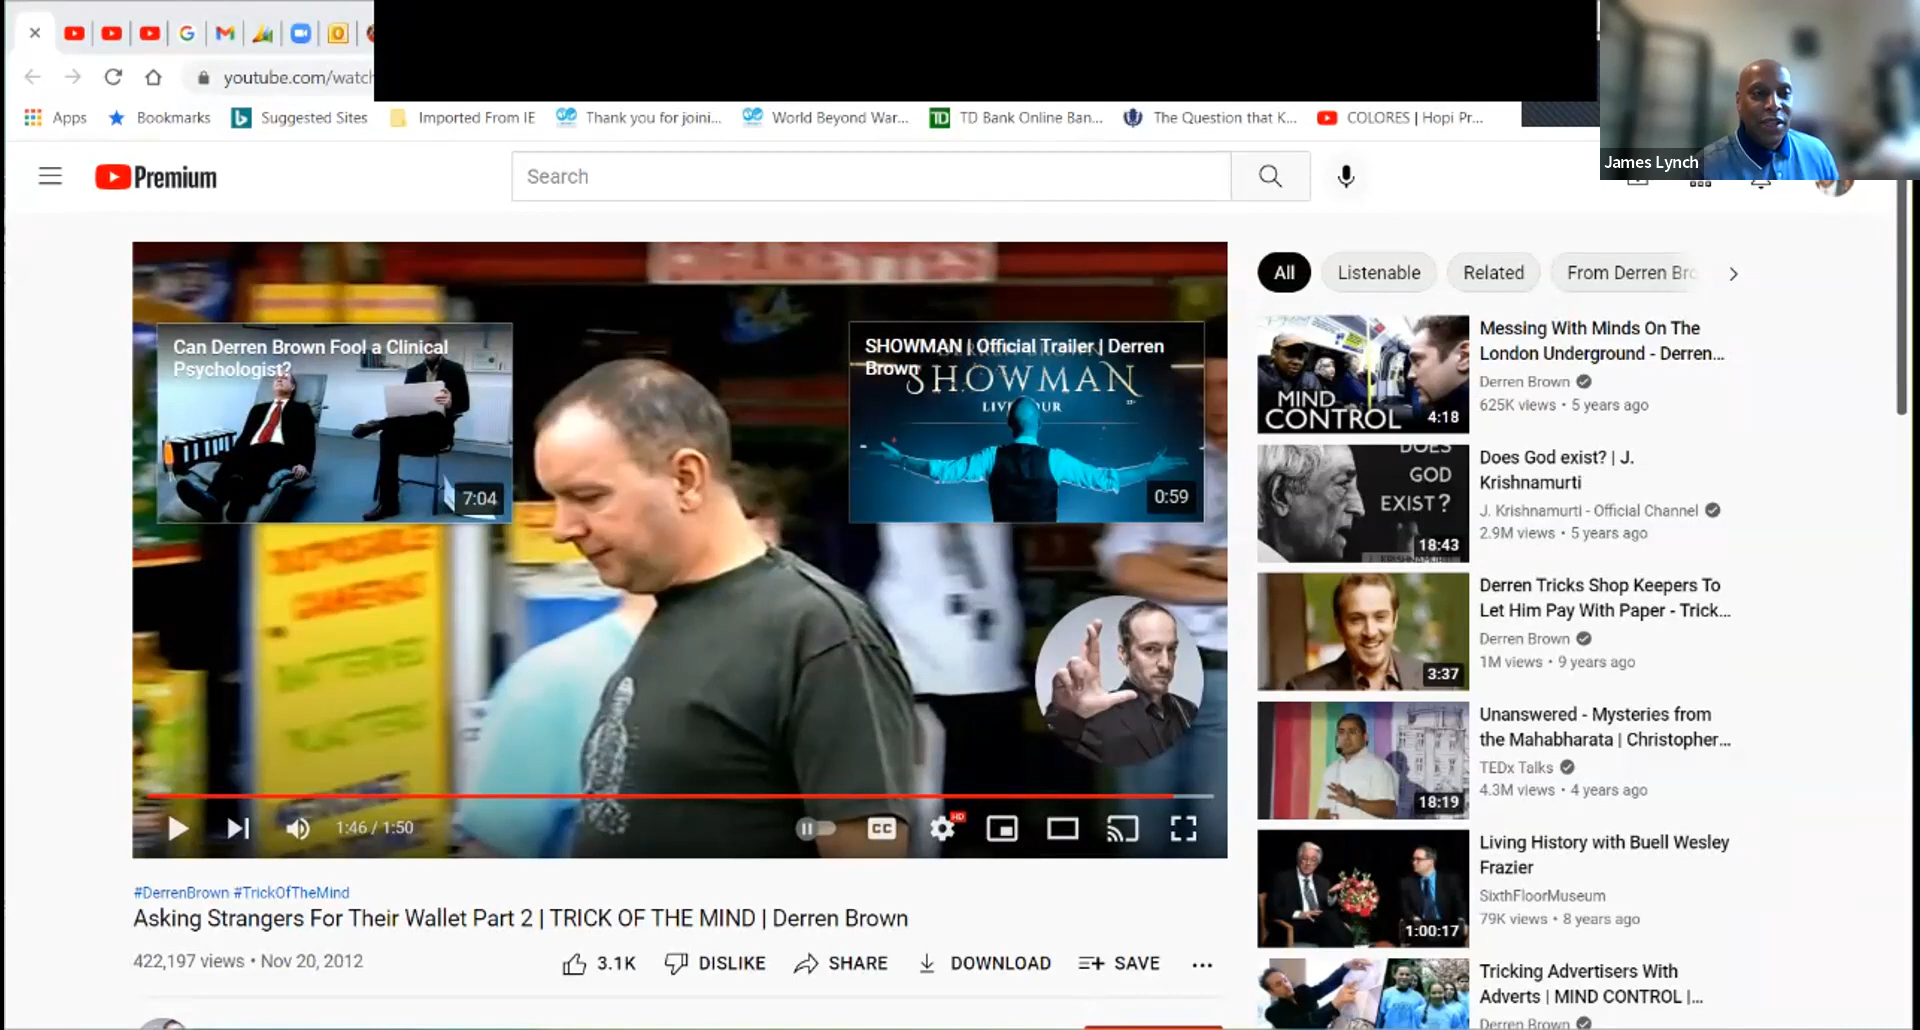 youtube.com/watch
Apps
Bookmarks
Suggested Sites
Imported From IE
Thank you for joini...
World Beyond War...
TD Bank Online Ban...
The Question that K...
COLORES | Hopi Pr...
James Lynch
Premium
Search
Can Derren Brown Fool a Clinical
Psychologist?
7:04
SHOWMAN | Official Trailer | Derren
Brown
SHOWMAN
0:59
1:46 / 1:50
CC
HD
#DerrenBrown #TrickOfTheMind
Asking Strangers For Their Wallet Part 2 | TRICK OF THE MIND | Derren Brown
422,197 views • Nov 20, 2012
3.1K
DISLIKE
SHARE
DOWNLOAD
SAVE
All
Listenable
Related
From Derren Bro
MIND
CONTROL
4:18
Messing With Minds On The
London Underground - Derren...
Derren Brown
625K views • 5 years ago
DOES
GOD
EXIST?
18:43
Does God exist? | J.
Krishnamurti
J. Krishnamurti - Official Channel
2.9M views • 5 years ago
3:37
Derren Tricks Shop Keepers To
Let Him Pay With Paper - Trick...
Derren Brown
1M views • 9 years ago
18:19
Unanswered - Mysteries from
the Mahabharata | Christopher...
TEDx Talks
4.3M views • 4 years ago
1:00:17
Living History with Buell Wesley
Frazier
SixthFloorMuseum
79K views • 8 years ago
Tricking Advertisers With
Adverts | MIND CONTROL |...
Derren Brown